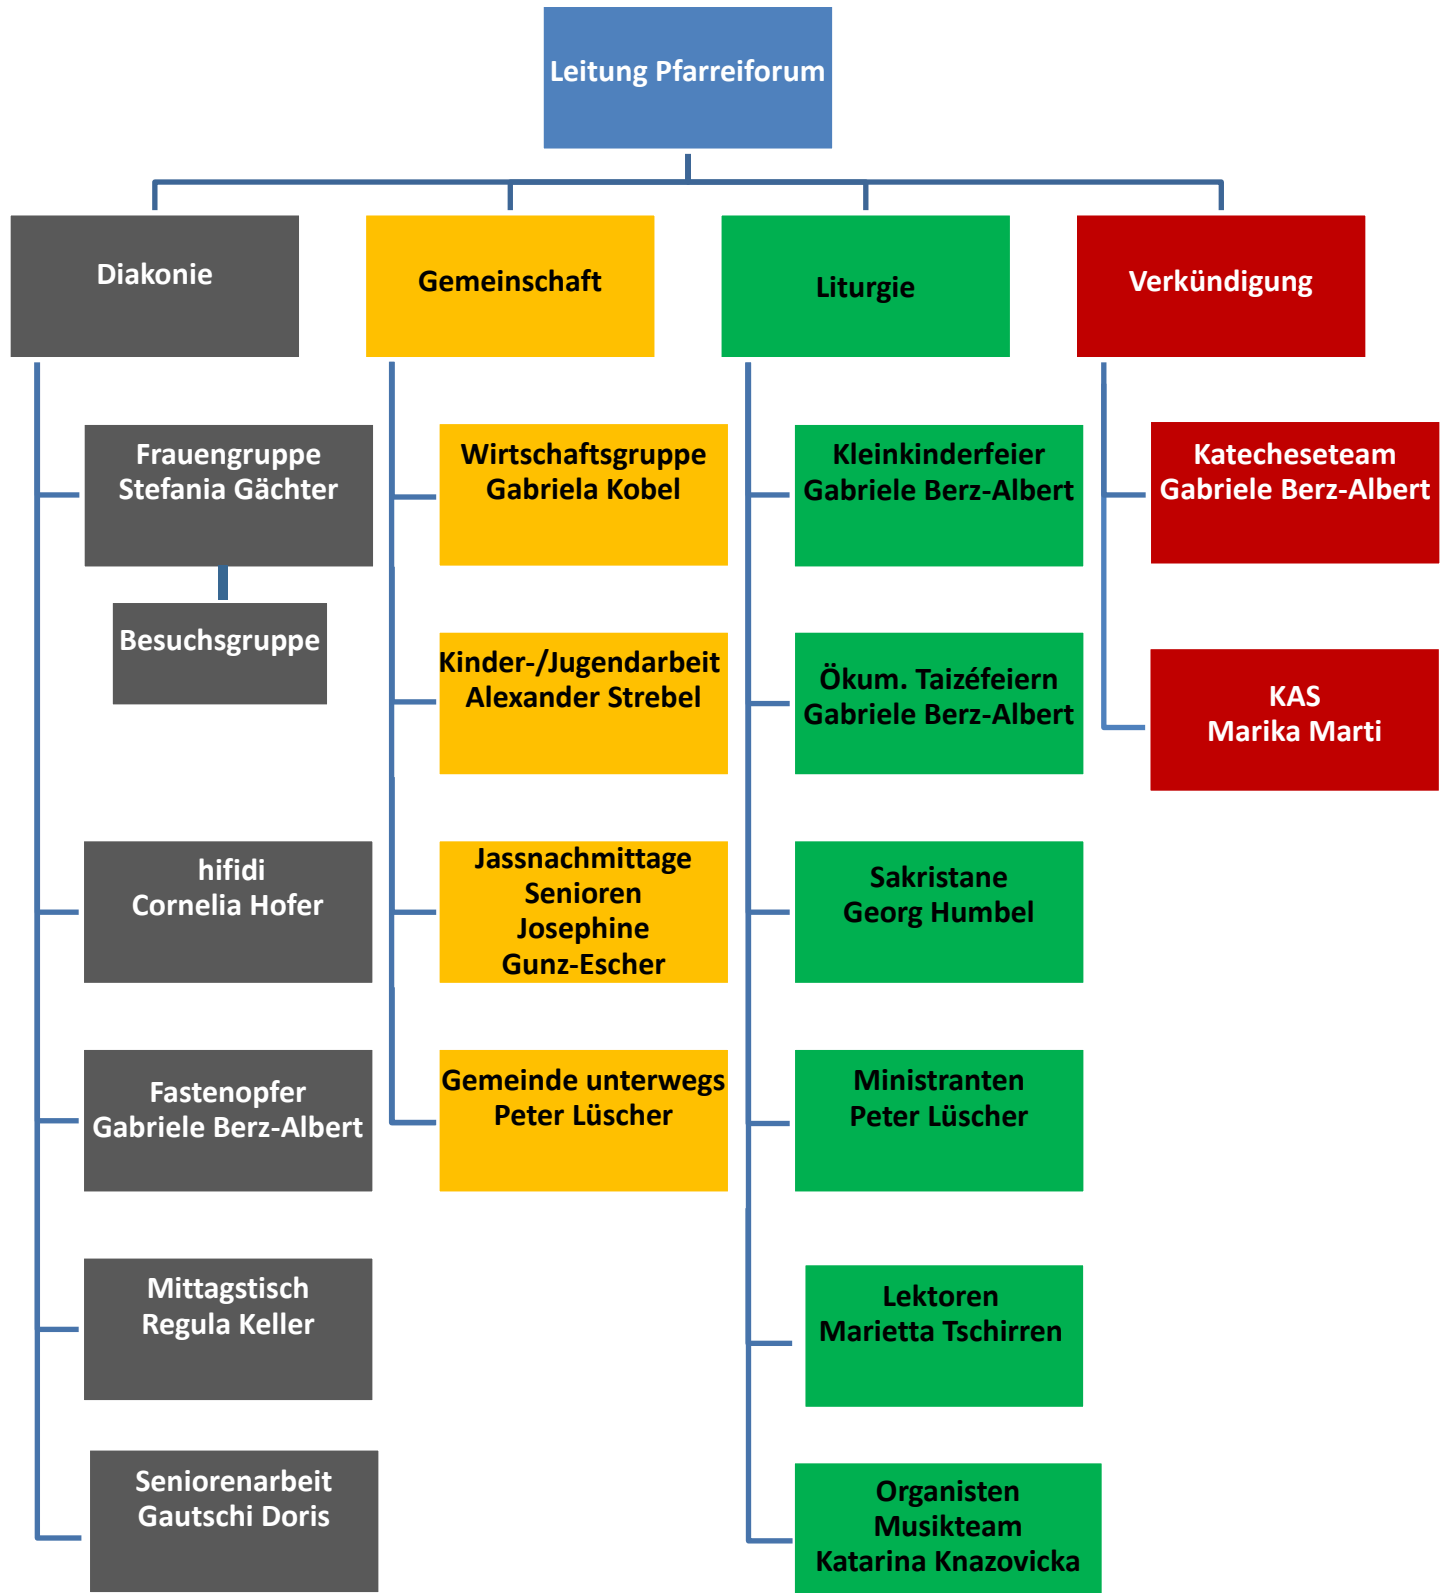 Leitung Pfarreiforum
Diakonie
Gemeinschaft
Liturgie
Verkündigung
Frauengruppe
Stefania Gächter
Besuchsgruppe
hifidi
Cornelia Hofer
Fastenopfer
Gabriele Berz-Albert
Mittagstisch
Regula Keller
Seniorenarbeit
Gautschi Doris
Wirtschaftsgruppe
Gabriela Kobel
Kinder-/Jugendarbeit
Alexander Strebel
Jassnachmittage
Senioren
Josephine
Gunz-Escher
Gemeinde unterwegs
Peter Lüscher
Kleinkinderfeier
Gabriele Berz-Albert
Ökum. Taizéfeiern
Gabriele Berz-Albert
Sakristane
Georg Humbel
Ministranten
Peter Lüscher
Lektoren
Marietta Tschirren
Organisten
Musikteam
Katarina Knazovicka
Katecheseteam
Gabriele Berz-Albert
KAS
Marika Marti